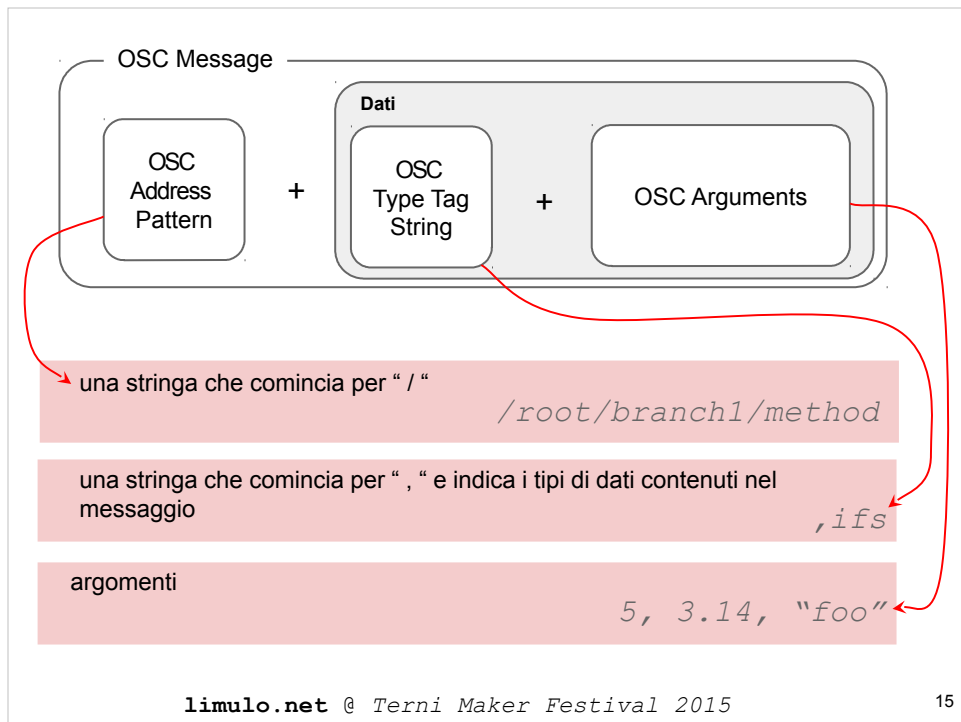 OSC Message
Dati
OSC
Address
Pattern
+
OSC
Type Tag
String
+
OSC Arguments
una stringa che comincia per “ / “
/root/branch1/method
una stringa che comincia per “ , “ e indica i tipi di dati contenuti nel
messaggio
,ifs
argomenti
5, 3.14, “foo”
limulo.net @ Terni Maker Festival 2015
15